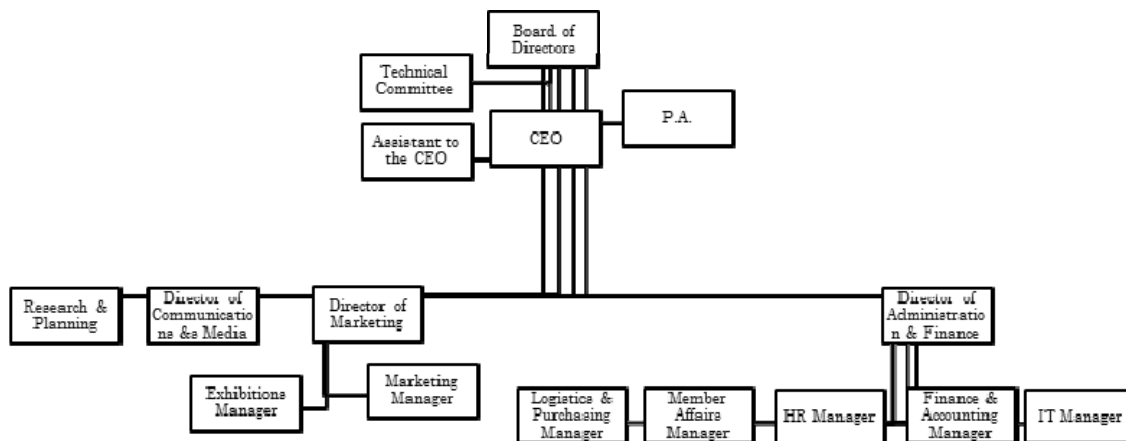 Board of
Directors
Technical
Committee
P.A.
CEO
Assistant to
the CEO
Research &
Planning
Director of
Communicatio
ns &s Media
Director of
Marketing
Director of
Administratio
n & Finance
Exhibitions
Manager
Marketing
Manager
Logistics &
Purchasing
Manager
Member
Affairs
Manager
HR Manager
Finance &
Accounting
Manager
IT Manager